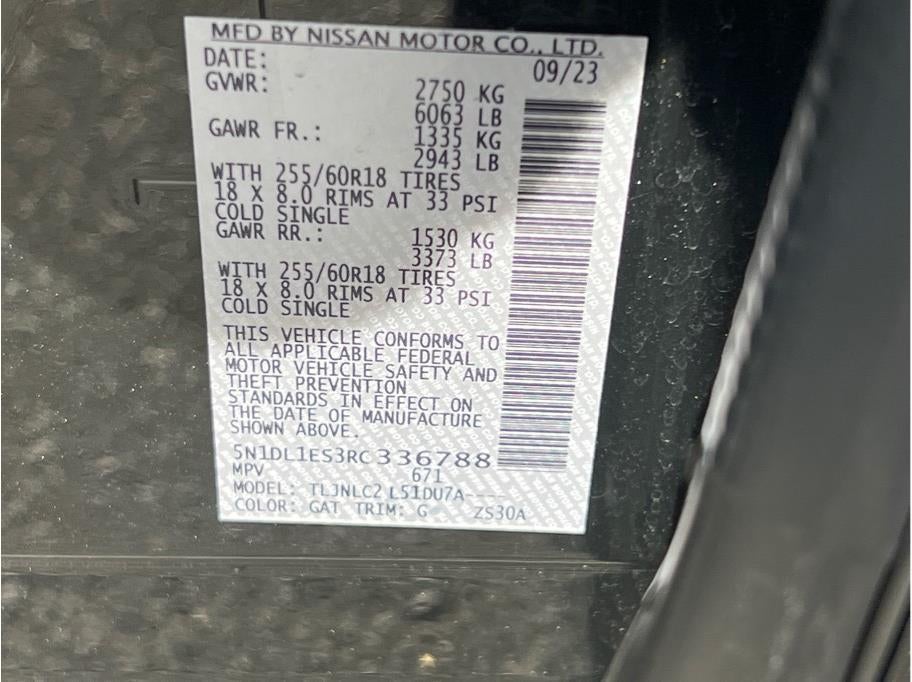 MFD BY NISSAN MOTOR CO., LTD.
DATE: 09/23
GVWR: 2750 KG
6063 LB
GAWR FR.: 1335 KG
2943 LB
WITH 255/60R18 TIRES
18 X 8.0 RIMS AT 33 PSI
COLD SINGLE
GAWR RR.: 1530 KG
3373 LB
WITH 255/60R18 TIRES
18 X 8.0 RIMS AT 33 PSI
COLD SINGLE
THIS VEHICLE CONFORMS TO
ALL APPLICABLE FEDERAL
MOTOR VEHICLE SAFETY AND
THEFT PREVENTION
STANDARDS IN EFFECT ON
THE DATE OF MANUFACTURE
SHOWN ABOVE.
5N1DL1ES3RC336788
MPV 671
MODEL: TLJNLC2 L51DU7A----
COLOR: GAT TRIM: G ZS30A